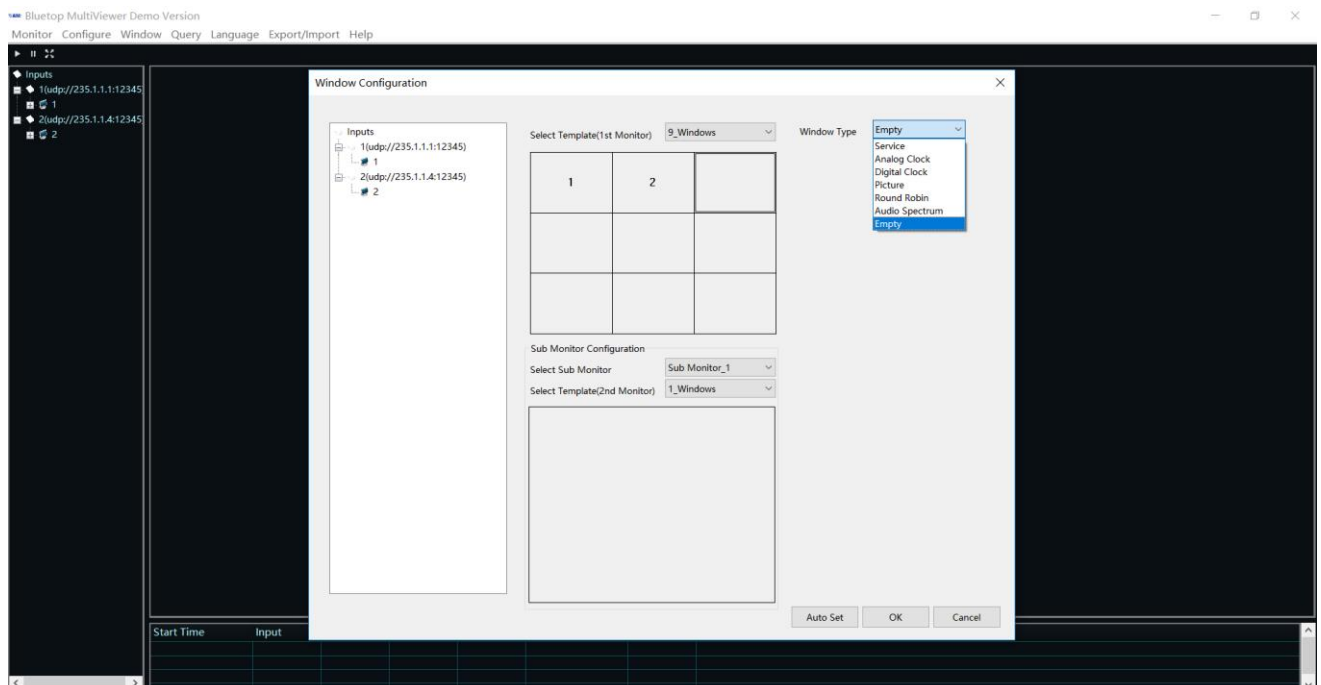 Bluetop MultiViewer Demo Version
Monitor Configure Window Query Language Export/Import Help
Inputs
1(udp://235.1.1.1:12345
1
2(udp://235.1.1.4:12345
2
Window Configuration
Inputs
1(udp://235.1.1.1:12345)
1
2(udp://235.1.1.4:12345)
2
Select Template(1st Monitor) 9_Windows
1 2
Sub Monitor Configuration
Select Sub Monitor Sub Monitor_1
Select Template(2nd Monitor) 1_Windows
Window Type Empty
Service
Analog Clock
Digital Clock
Picture
Round Robin
Audio Spectrum
Empty
Auto Set OK Cancel
Start Time Input